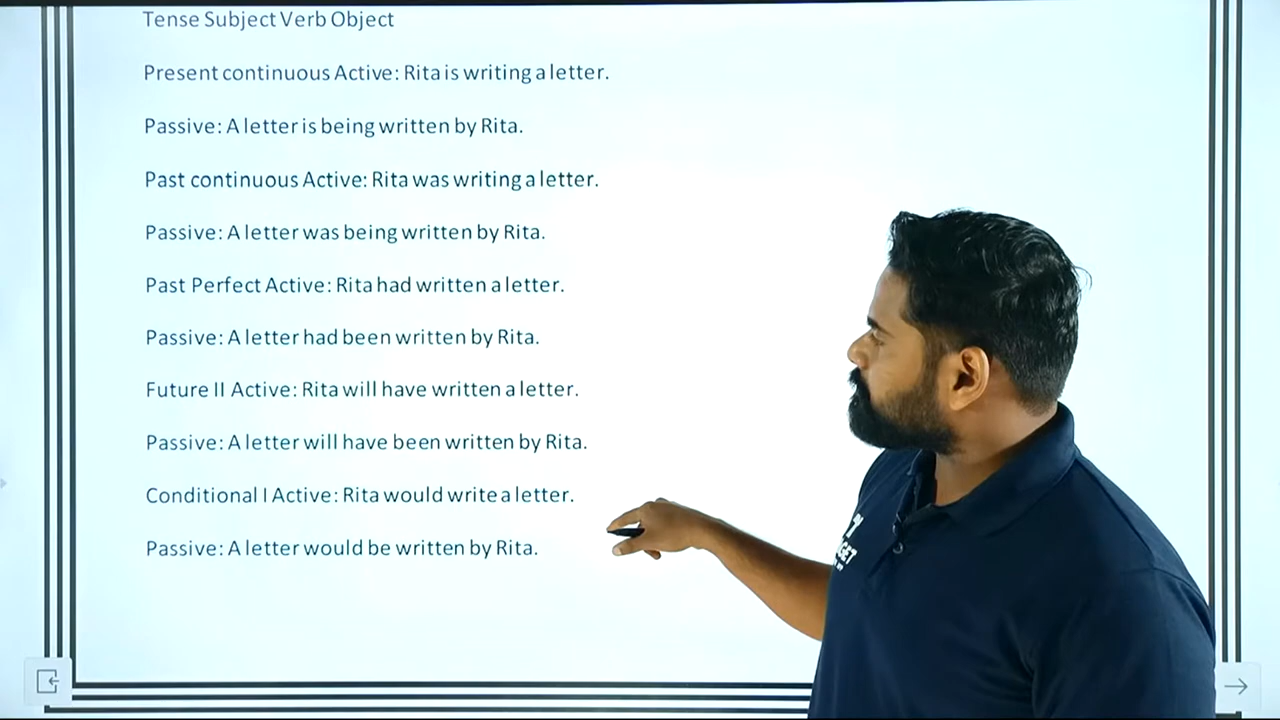 Tense Subject Verb Object
Present continuous Active: Rita is writing a letter.
Passive: A letter is being written by Rita.
Past continuous Active: Rita was writing a letter.
Passive: A letter was being written by Rita.
Past Perfect Active: Rita had written a letter.
Passive: A letter had been written by Rita.
Future II Active: Rita will have written a letter.
Passive: A letter will have been written by Rita.
Conditional I Active: Rita would write a letter.
Passive: A letter would be written by Rita.